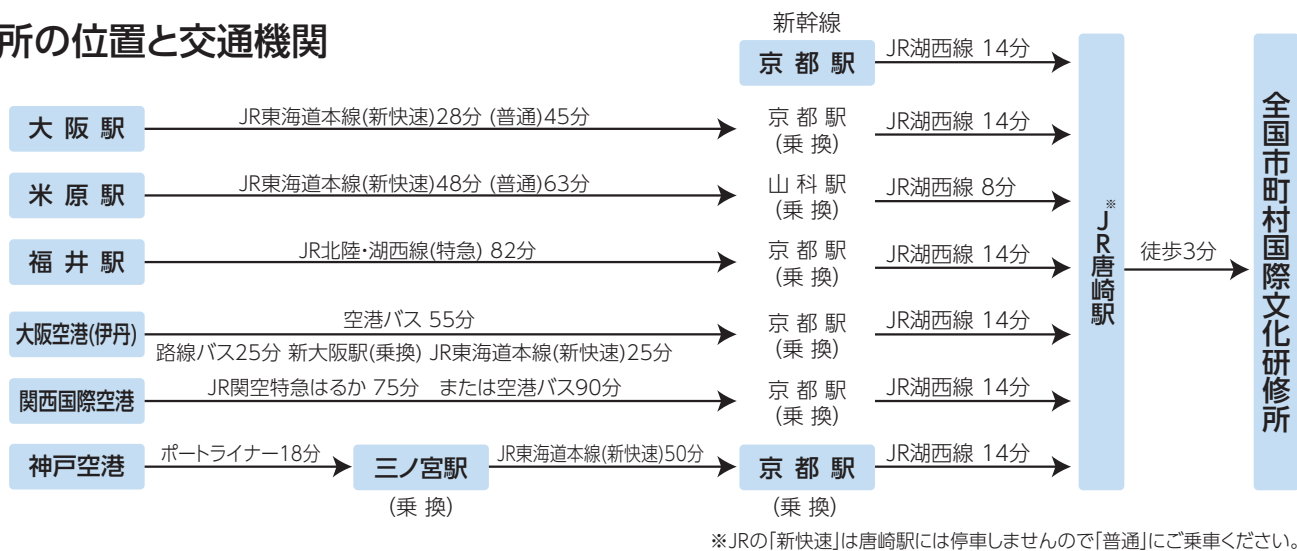 所の位置と交通機関
新幹線
京都駅
JR湖西線 14分
大阪駅
JR東海道本線(新快速)28分 (普通)45分
京都駅
(乗換)
JR湖西線 14分
米原駅
JR東海道本線(新快速)48分 (普通)63分
山科駅
(乗換)
JR湖西線 8分
福井駅
JR北陸・湖西線(特急) 82分
京都駅
(乗換)
JR湖西線 14分
大阪空港(伊丹)
空港バス 55分
路線バス25分 新大阪駅(乗換) JR東海道本線(新快速)25分
京都駅
(乗換)
JR湖西線 14分
関西国際空港
JR関空特急はるか 75分　または空港バス90分
京都駅
(乗換)
JR湖西線 14分
神戸空港
ポートライナー18分
三ノ宮駅
(乗換)
JR東海道本線(新快速)50分
京都駅
(乗換)
JR湖西線 14分
※JR唐崎駅
徒歩3分
全国市町村国際文化研修所
※JRの「新快速」は唐崎駅には停車しませんので「普通」にご乗車ください。